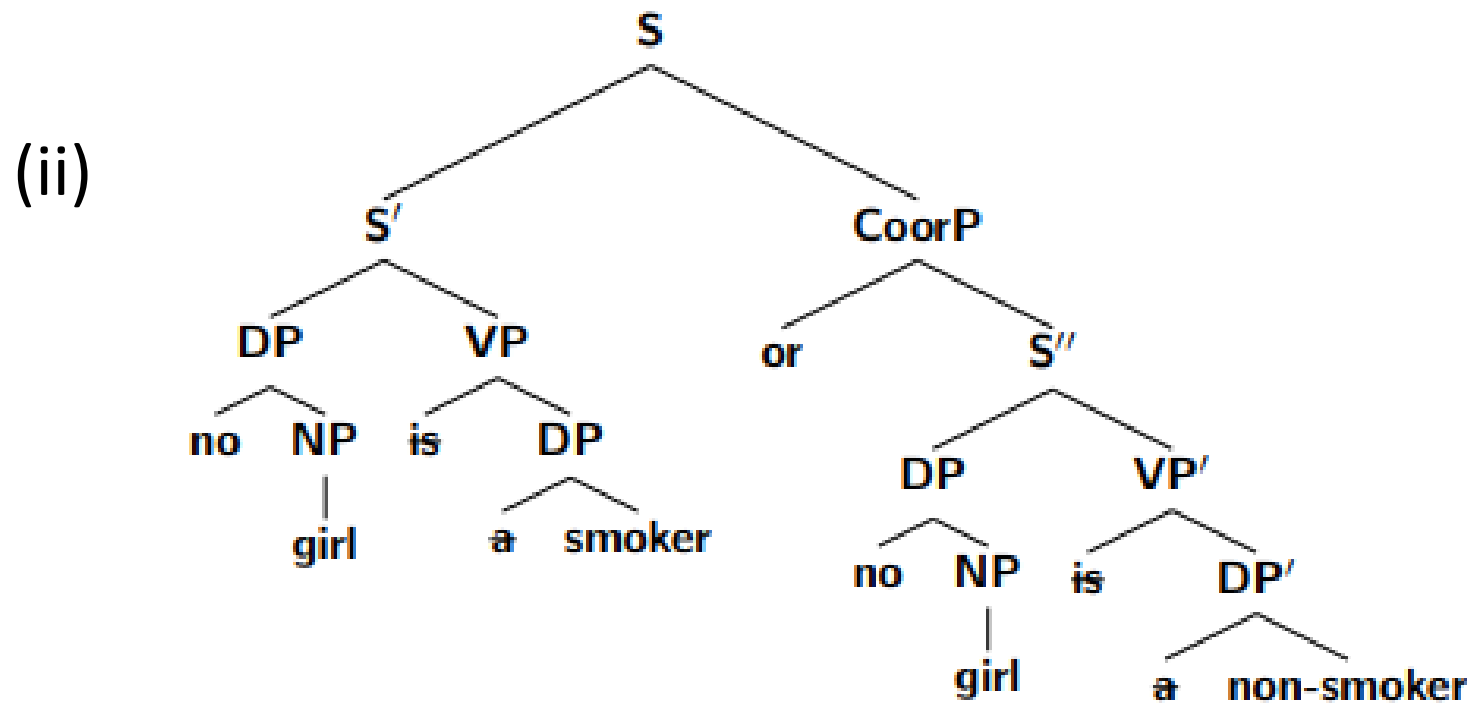 S
(ii)
S′ CoorP
DP VP or S″
no NP is DP DP VP′
girl a smoker no NP is DP′
girl a non-smoker